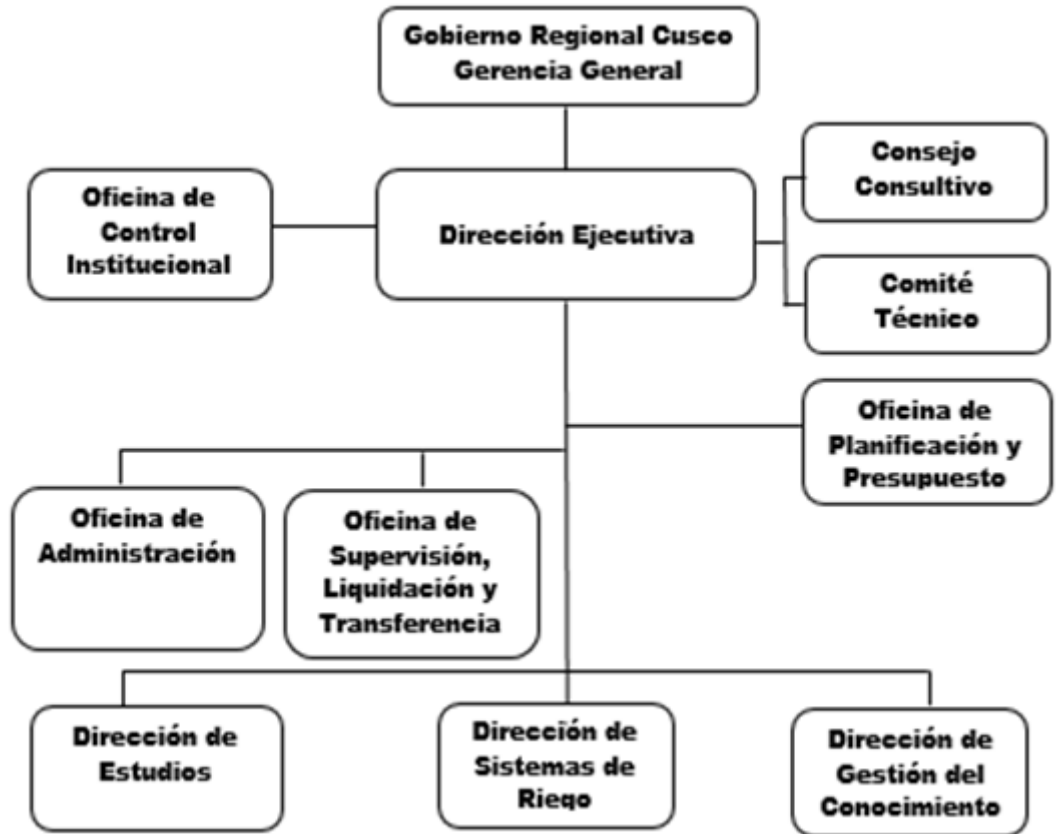 Gobierno Regional Cusco
Gerencia General
Consejo
Consultivo
Oficina de
Control
Institucional
Dirección Ejecutiva
Comité
Técnico
Oficina de
Planificación y
Presupuesto
Oficina de
Administración
Oficina de
Supervisión,
Liquidación y
Transferencia
Dirección de
Estudios
Dirección de
Sistemas de
Riego
Dirección de
Gestión del
Conocimiento